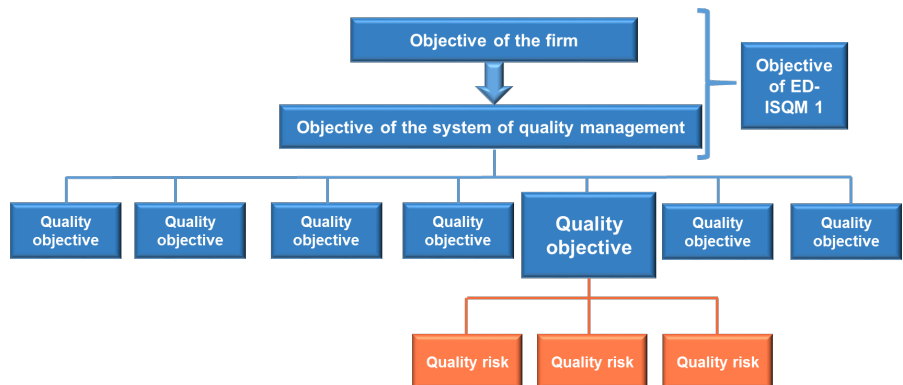 Objective of the firm
Objective
of ED-
ISQM 1
Objective of the system of quality management
Quality
objective
Quality
objective
Quality
objective
Quality
objective
Quality
objective
Quality
objective
Quality
objective
Quality risk
Quality risk
Quality risk